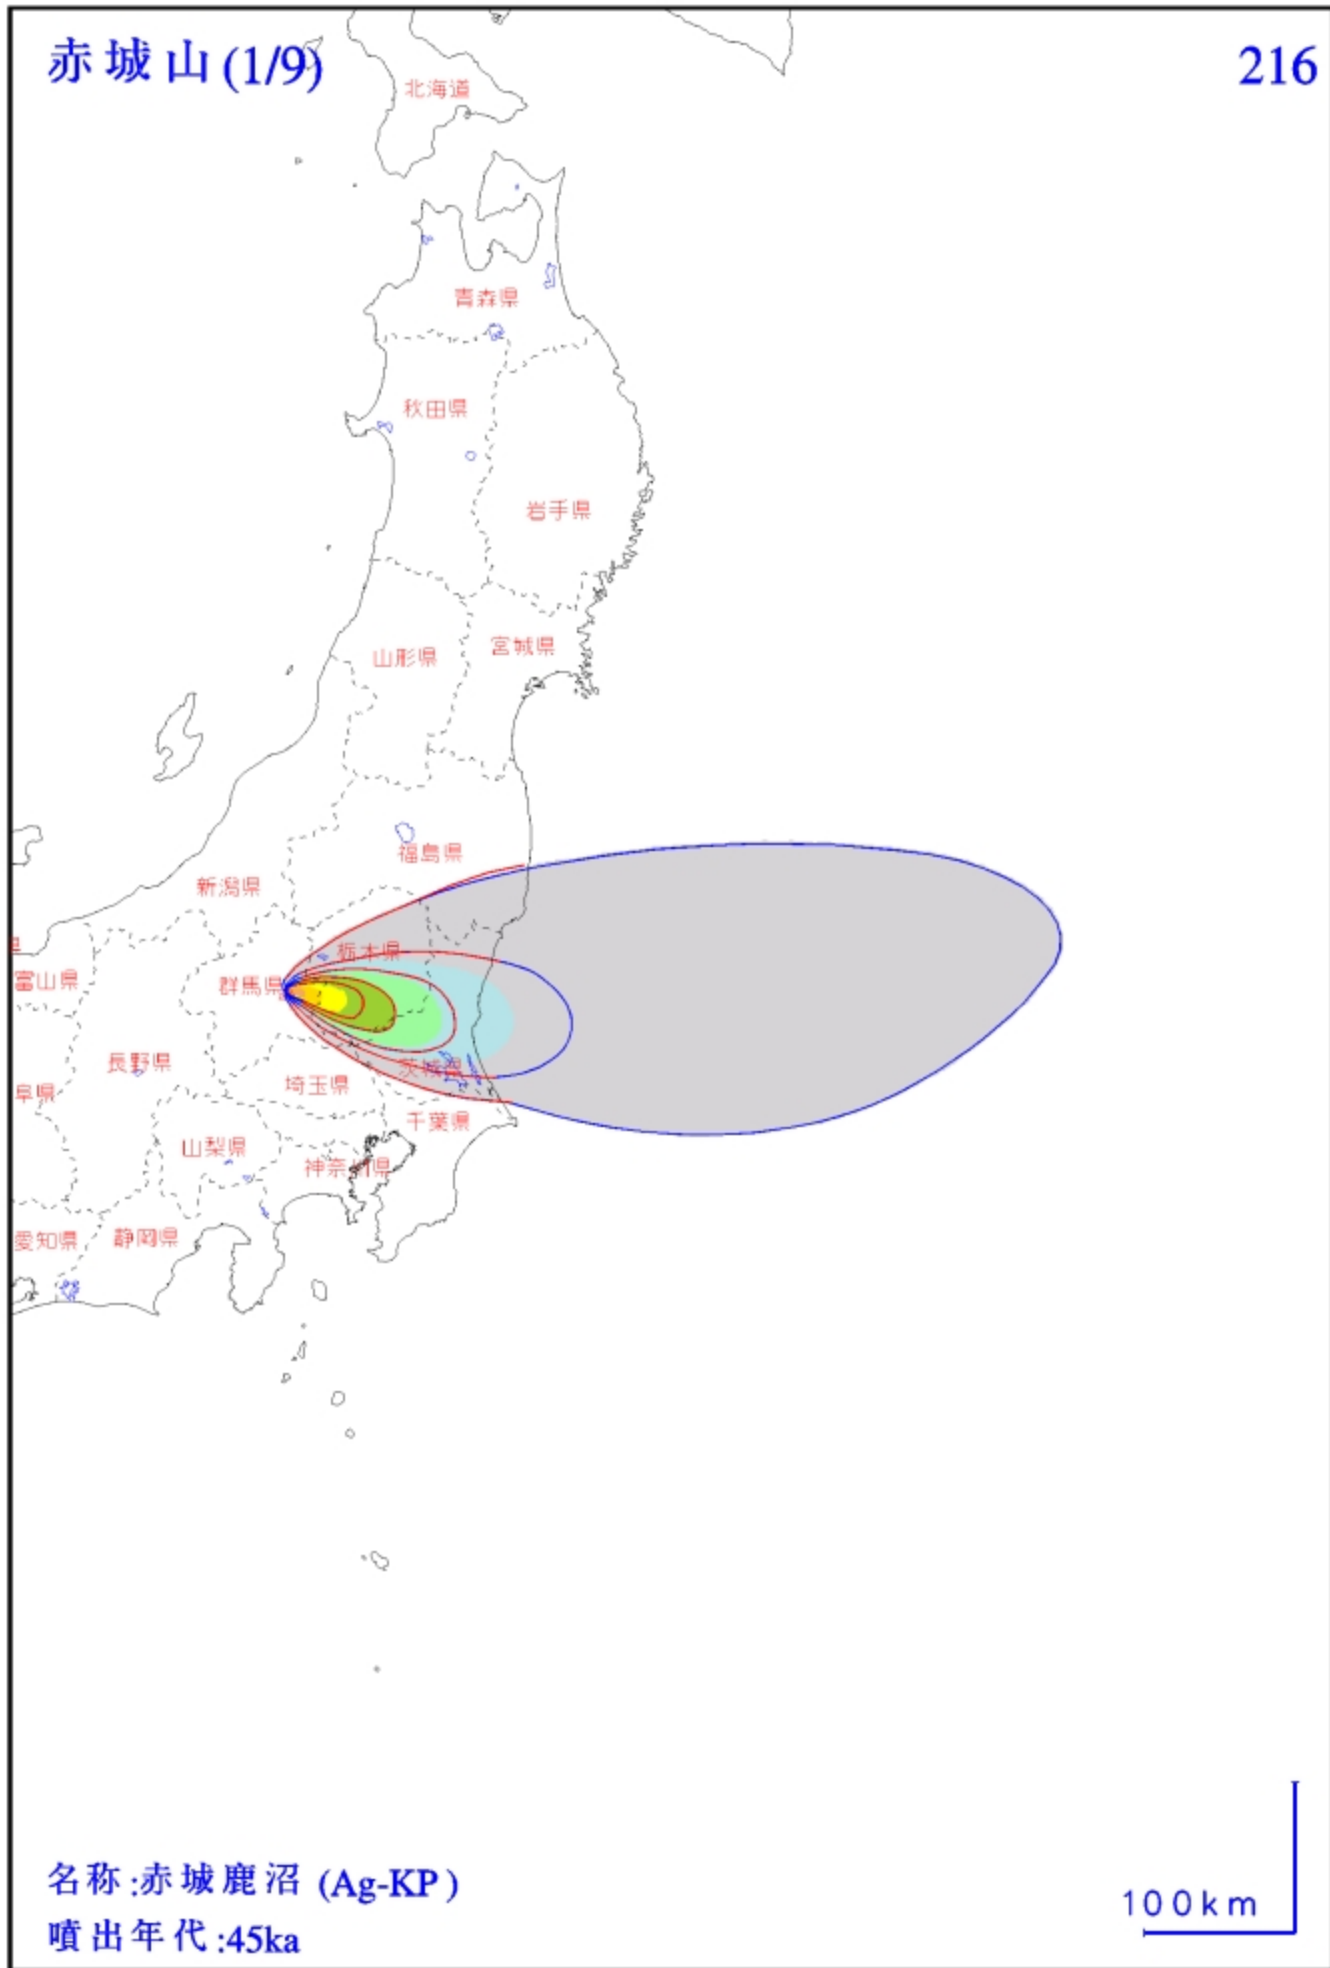 赤城山(1/9)
216
北海道
青森県
秋田県
岩手県
宮城県
山形県
福島県
新潟県
栃木県
富山県
群馬県
長野県
茨城県
埼玉県
阜県
千葉県
山梨県
神奈川県
愛知県
静岡県
名称:赤城鹿沼 (Ag-KP)
噴出年代:45ka
100km